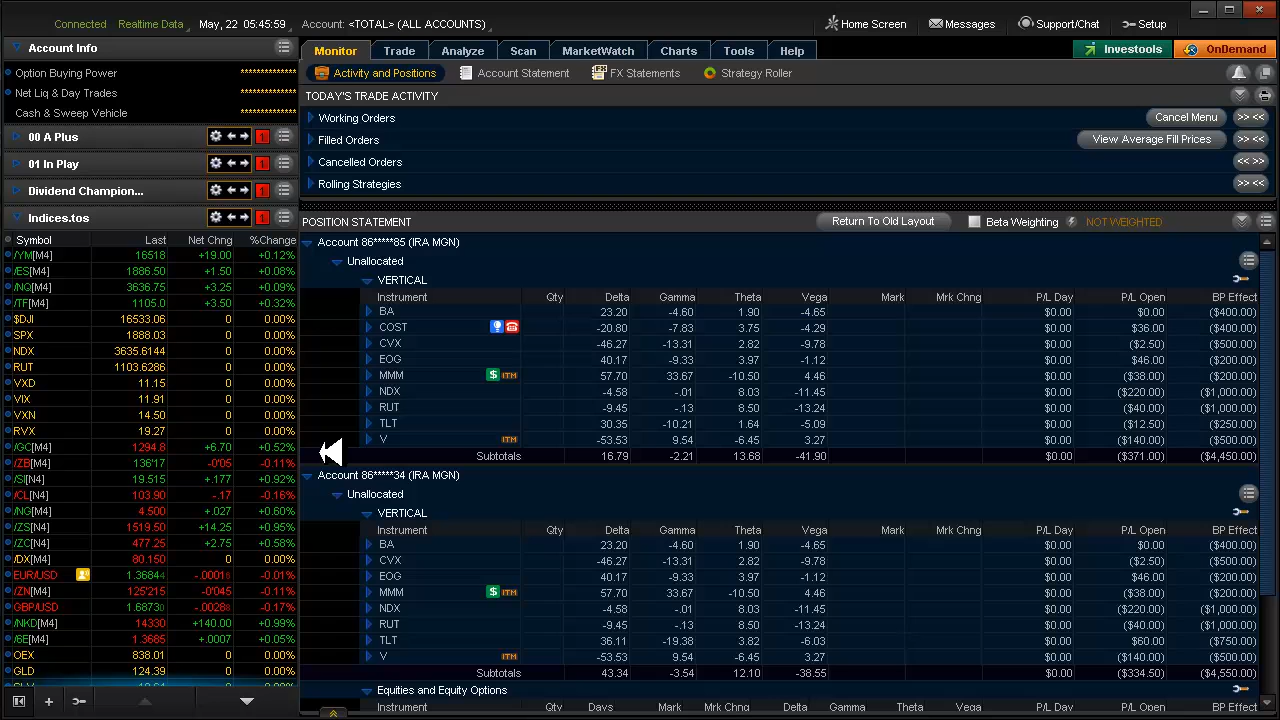 Connected Realtime Data May, 22 05:45:59 Account: <TOTAL> (ALL ACCOUNTS) Home Screen Messages Support/Chat Setup
Account Info
Monitor Trade Analyze Scan MarketWatch Charts Tools Help Investools OnDemand
Open Buying Power **************
Net Liq & Day Trades **************
Cash & Sweep Vehicle **************
Activity and Positions Account Statement FX Statements Strategy Roller
TODAY'S TRADE ACTIVITY
Working Orders Cancel Menu >> <<
Filled Orders View Average Fill Prices >> <<
Cancelled Orders << >>
Rolling Strategies >> <<
00 A Plus 1
01 In Play 1
Dividend Champion... 1
Indices.tos 1
Symbol Last Net Chng %Change
/YM[M4] 16518 +19.00 +0.12%
/ES[M4] 1886.50 +1.50 +0.08%
/NQ[M4] 3636.75 +3.25 +0.09%
/TF[M4] 1105.0 +3.50 +0.32%
$DJI 16533.06 0 0.00%
SPX 1888.03 0 0.00%
NDX 3635.6144 0 0.00%
RUT 1103.6286 0 0.00%
VXD 11.15 0 0.00%
VIX 11.91 0 0.00%
VXN 14.50 0 0.00%
RVX 19.27 0 0.00%
/GC[M4] 1294.8 +6.70 +0.52%
/ZB[M4] 136'17 -0'05 -0.11%
/SI[N4] 19.515 +.177 +0.92%
/CL[N4] 103.90 -.17 -0.16%
/NG[N4] 4.500 +.027 +0.60%
/ZS[N4] 1519.50 +14.25 +0.95%
/ZC[N4] 477.25 +2.75 +0.58%
/DX[M4] 80.150 0 0.00%
EUR/USD 1.3684 -.0001 -0.01%
/ZN[M4] 125'215 -0'045 -0.11%
GBP/USD 1.6873 -.0028 -0.17%
/NKD[M4] 14330 +140.00 +0.99%
/6E[M4] 1.3685 +.0007 +0.05%
OEX 838.01 0 0.00%
GLD 124.39 0 0.00%
POSITION STATEMENT Return To Old Layout Beta Weighting NOT WEIGHTED
Account 86*****85 (IRA MGN)
Unallocated
VERTICAL
Instrument Qty Delta Gamma Theta Vega Mark Mrk Chng P/L Day P/L Open BP Effect
BA 23.20 -4.60 1.90 -4.65 $0.00 $0.00 ($400.00)
-20.80 -7.83 -4.29 $0.00 $36.00 ($400.00)
CVX -46.27 -13.31 2.82 -9.78 $0.00 ($2.50) ($500.00)
EOG 40.17 -9.33 3.97 -1.12 $0.00 $46.00 ($200.00)
MMM ITM 57.70 33.67 -10.50 4.46 $0.00 ($38.00) ($200.00)
NDX -4.58 -.01 8.03 -11.45 $0.00 ($220.00) ($1,000.00)
RUT -9.45 -.13 8.50 -13.24 $0.00 ($40.00) ($1,000.00)
TLT 30.35 -10.21 -5.09 $0.00 ($250.00)
ITM -53.53 9.54 -6.45 3.27 $0.00 ($140.00) ($500.00)
Subtotals 16.79 -2.21 13.68 -41.90 $0.00 ($371.00) ($4,450.00)
(IRA MGN)
Unallocated
VERTICAL
Instrument Qty Delta Gamma Theta Vega Mark Mrk Chng P/L Day P/L Open BP Effect
BA 23.20 -4.60 1.90 -4.65 $0.00 $0.00 ($400.00)
CVX -46.27 -13.31 2.82 -9.78 $0.00 ($2.50) ($500.00)
EOG 40.17 -9.33 3.97 -1.12 $0.00 $46.00 ($200.00)
MMM ITM 57.70 33.67 -10.50 4.46 $0.00 ($38.00) ($200.00)
NDX -4.58 -.01 8.03 -11.45 $0.00 ($220.00) ($1,000.00)
RUT -9.45 -.13 8.50 -13.24 $0.00 ($40.00) ($1,000.00)
TLT 36.11 -19.38 3.82 -6.03 $0.00 $60.00 ($750.00)
V ITM -53.53 9.54 -6.45 3.27 $0.00 ($140.00) ($500.00)
Subtotals 43.34 -3.54 12.10 -38.55 $0.00 ($334.50) ($4,550.00)
Equities and Equity Options
Instrument Qty Days Mark Mrk Chng Delta Gamma Theta Vega P/L Day P/L Open BP Effect